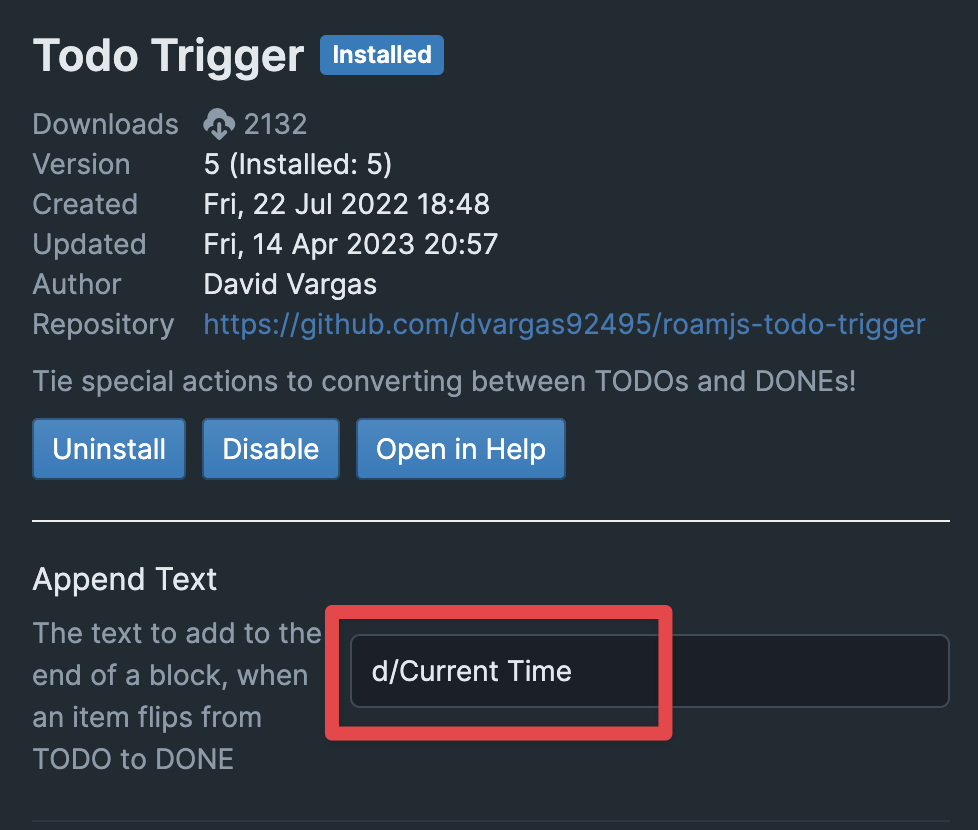 Todo Trigger Installed
Downloads 2132
Version 5 (Installed: 5)
Created Fri, 22 Jul 2022 18:48
Updated Fri, 14 Apr 2023 20:57
Author David Vargas
Repository https://github.com/dvargas92495/roamjs-todo-trigger
Tie special actions to converting between TODOs and DONEs!
Uninstall Disable Open in Help
Append Text
The text to add to the
end of a block, when
an item flips from
TODO to DONE
d/Current Time